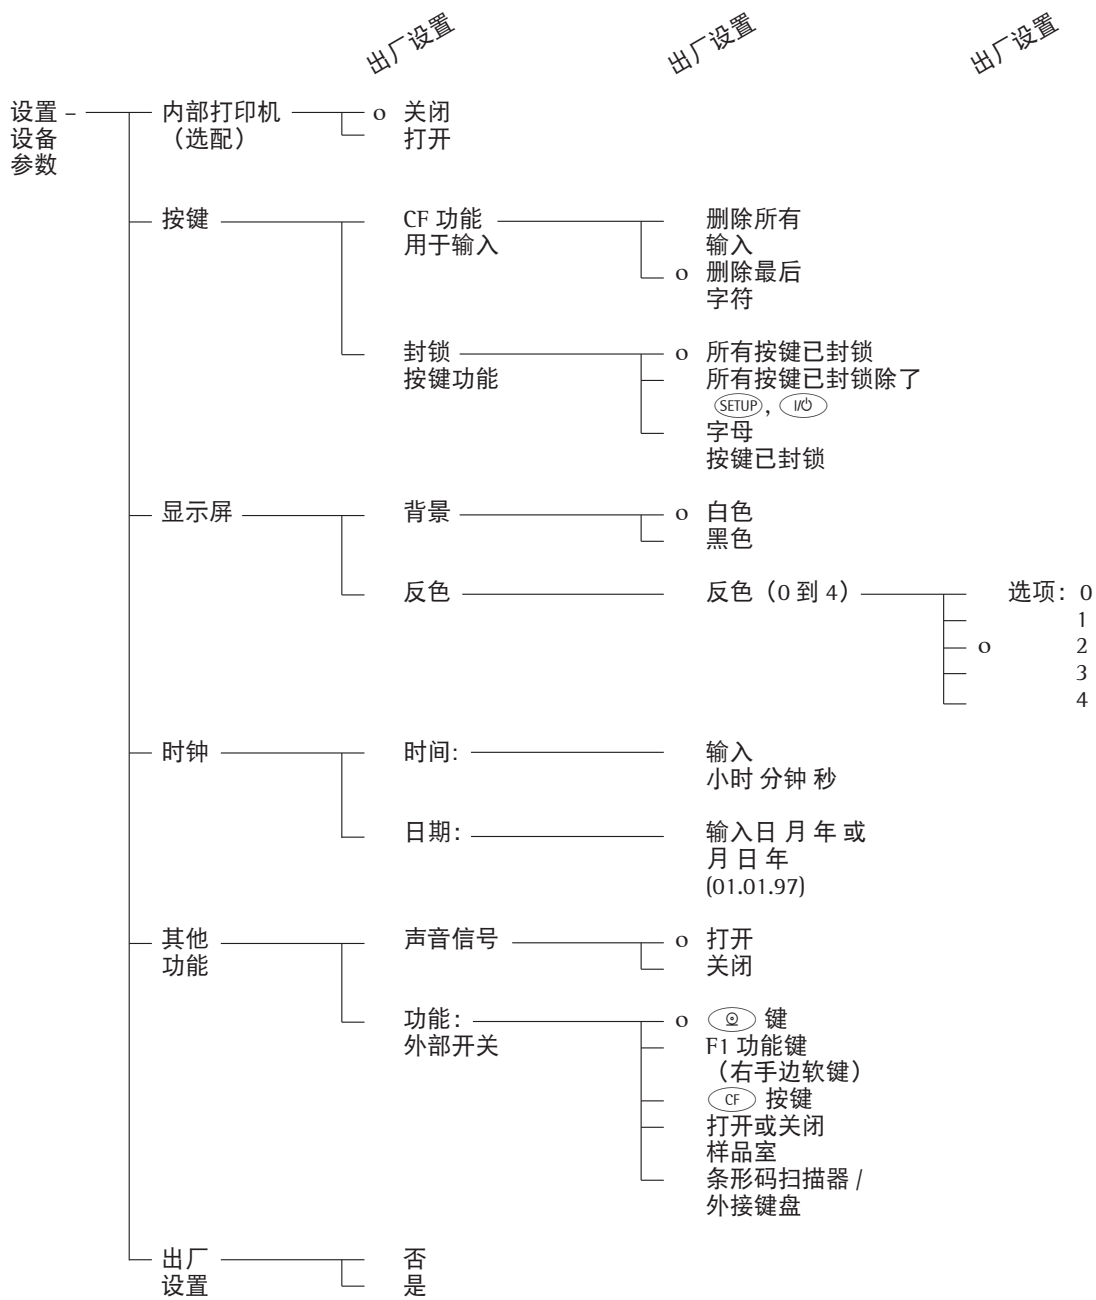 出厂设置 出厂设置 出厂设置
设置 – 内部打印机 o 关闭
设备 （选配） 打开
参数
按键 CF 功能 删除所有
用于输入 输入
o 删除最后
字符
封锁 o 所有按键已封锁
按键功能 所有按键已封锁除了
SETUP, I/⏻
字母
按键已封锁
显示屏 背景 o 白色
黑色
反色 反色（0 到 4） 选项：0
1
o 2
3
4
时钟 时间: 输入
小时 分钟 秒
日期： 输入日 月 年 或
月 日 年
(01.01.97)
其他 声音信号 o 打开
功能 关闭
功能： o 键
外部开关 F1 功能键
（右手边软键）
CF 按键
打开或关闭
样品室
条形码扫描器 /
外接键盘
出厂 否
设置 是